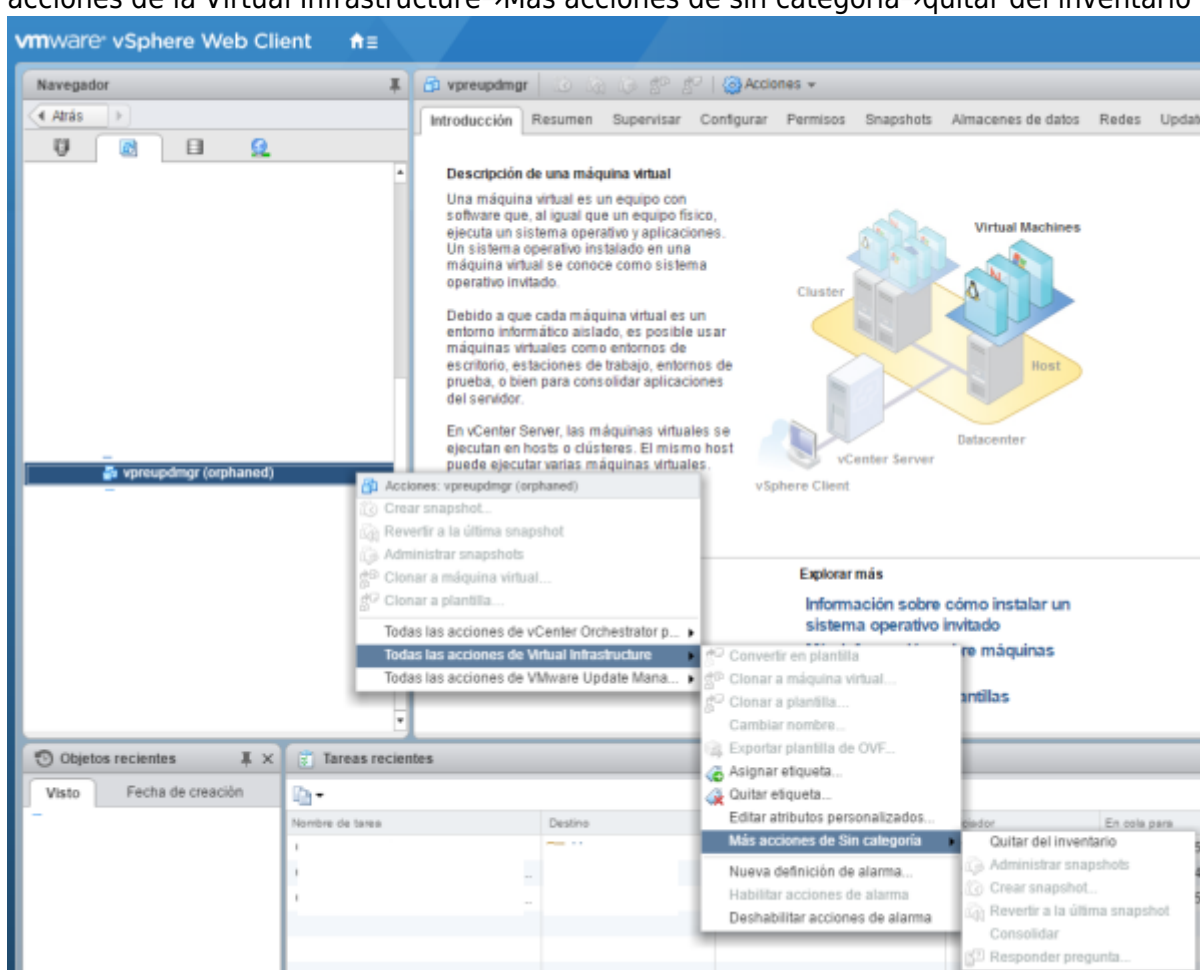 acciones de la Virtual Infrastructure→Más acciones de sin categoría→quitar del inventario
vmware® vSphere Web Client
Navegador
Atrás
vpreupdmgr (orphaned)
vpreupdmgr
Acciones
Introducción Resumen Supervisar Configurar Permisos Snapshots Almacenes de datos Redes Updat
Descripción de una máquina virtual
Una máquina virtual es un equipo con
software que, al igual que un equipo físico,
ejecuta un sistema operativo y aplicaciones.
Un sistema operativo instalado en una
máquina virtual se conoce como sistema
operativo invitado.
Debido a que cada máquina virtual es un
entorno informático aislado, es posible usar
máquinas virtuales como entornos de
escritorio, estaciones de trabajo, entornos de
prueba, o bien para consolidar aplicaciones
del servidor.
En vCenter Server, las máquinas virtuales se
ejecutan en hosts o clústeres. El mismo host
puede ejecutar varias máquinas virtuales.
Virtual Machines
Cluster
Host
Datacenter
vCenter Server
vSphere Client
Explorar más
Información sobre cómo instalar un
sistema operativo invitado
re máquinas
antillas
Acciones: vpreupdmgr (orphaned)
Crear snapshot...
Revertir a la última snapshot
Administrar snapshots
Clonar a máquina virtual...
Clonar a plantilla...
Todas las acciones de vCenter Orchestrator p...
Todas las acciones de Virtual Infrastructure
Todas las acciones de VMware Update Mana...
Convertir en plantilla
Clonar a máquina virtual...
Clonar a plantilla...
Cambiar nombre...
Exportar plantilla de OVF...
Asignar etiqueta...
Quitar etiqueta...
Editar atributos personalizados...
Más acciones de Sin categoría
Nueva definición de alarma...
Habilitar acciones de alarma
Deshabilitar acciones de alarma
Quitar del inventario
Administrar snapshots
Crear snapshot...
Revertir a la última snapshot
Consolidar
Responder pregunta...
Objetos recientes
Visto Fecha de creación
Tareas recientes
Nombre de tarea Destino En cola para